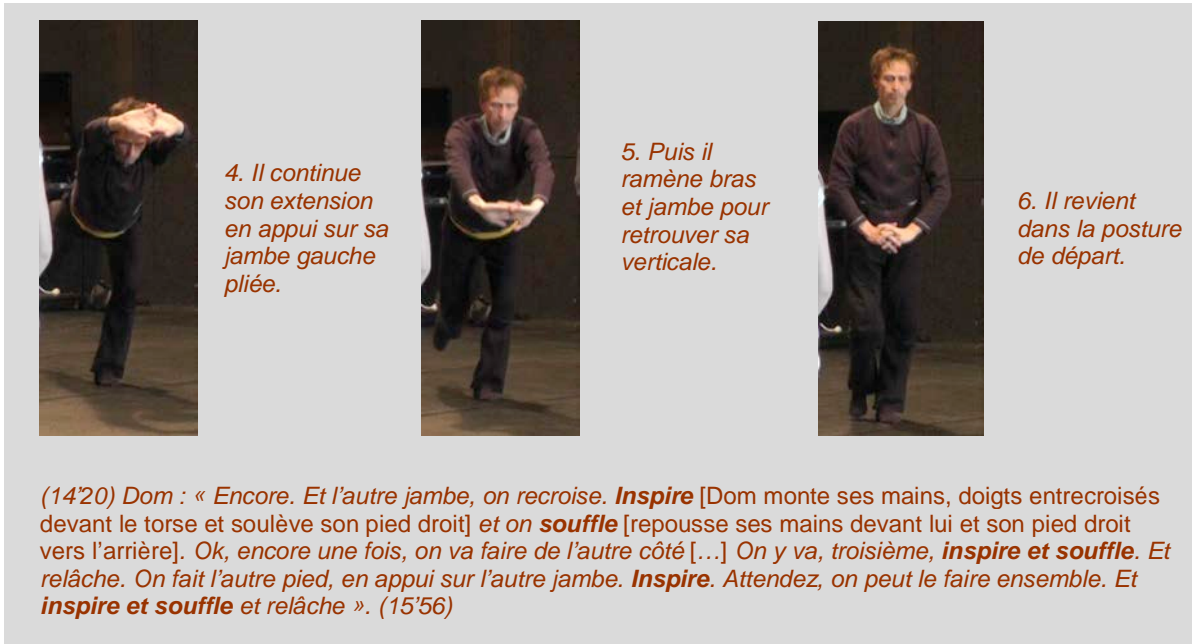 4. Il continue
son extension
en appui sur sa
jambe gauche
pliée.
5. Puis il
ramène bras
et jambe pour
retrouver sa
verticale.
6. Il revient
dans la posture
de départ.
(14'20) Dom : « Encore. Et l'autre jambe, on recroise. Inspire [Dom monte ses mains, doigts entrecroisés
devant le torse et soulève son pied droit] et on souffle [repousse ses mains devant lui et son pied droit
vers l'arrière]. Ok, encore une fois, on va faire de l'autre côté […] On y va, troisième, inspire et souffle. Et
relâche. On fait l'autre pied, en appui sur l'autre jambe. Inspire. Attendez, on peut le faire ensemble. Et
inspire et souffle et relâche ». (15'56)